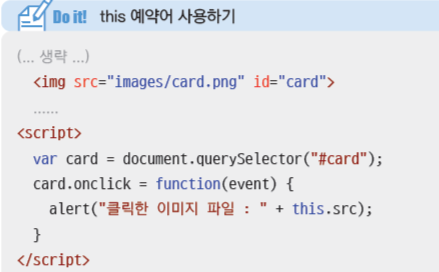 Do it! this 예약어 사용하기
(... 생략 ...)
<img src="images/card.png" id="card">
......
<script>
var card = document.querySelector("#card");
card.onclick = function(event) {
alert("클릭한 이미지 파일 : " + this.src);
}
</script>